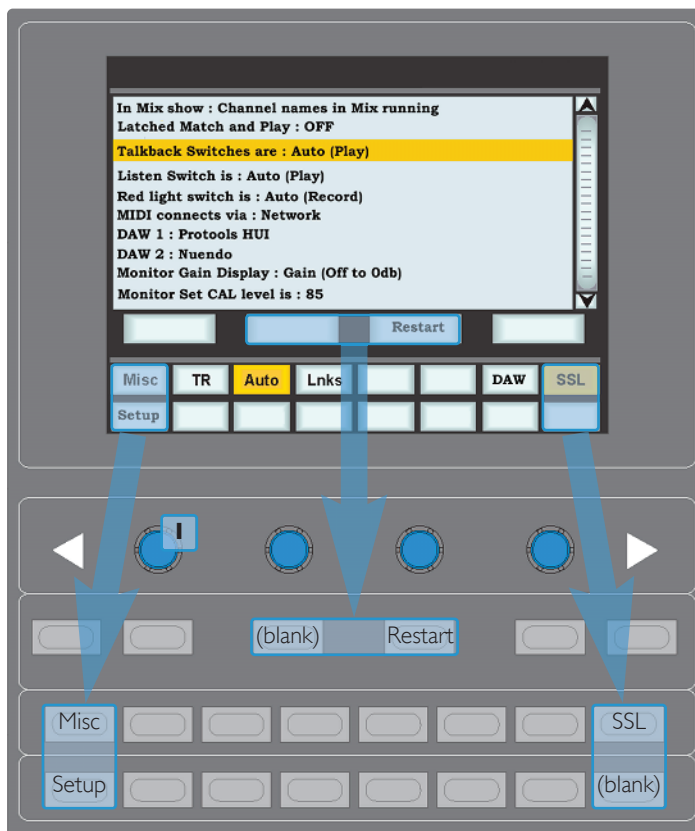 In Mix show : Channel names in Mix running
Latched Match and Play : OFF
Talkback Switches are : Auto (Play)
Listen Switch is : Auto (Play)
Red light switch is : Auto (Record)
MIDI connects via : Network
DAW 1 : Protools HUI
DAW 2 : Nuendo
Monitor Gain Display : Gain (Off to 0db)
Monitor Set CAL level is : 85
Restart
Misc TR Auto Lnks DAW SSL
Setup
I
(blank) Restart
Misc SSL
Setup (blank)